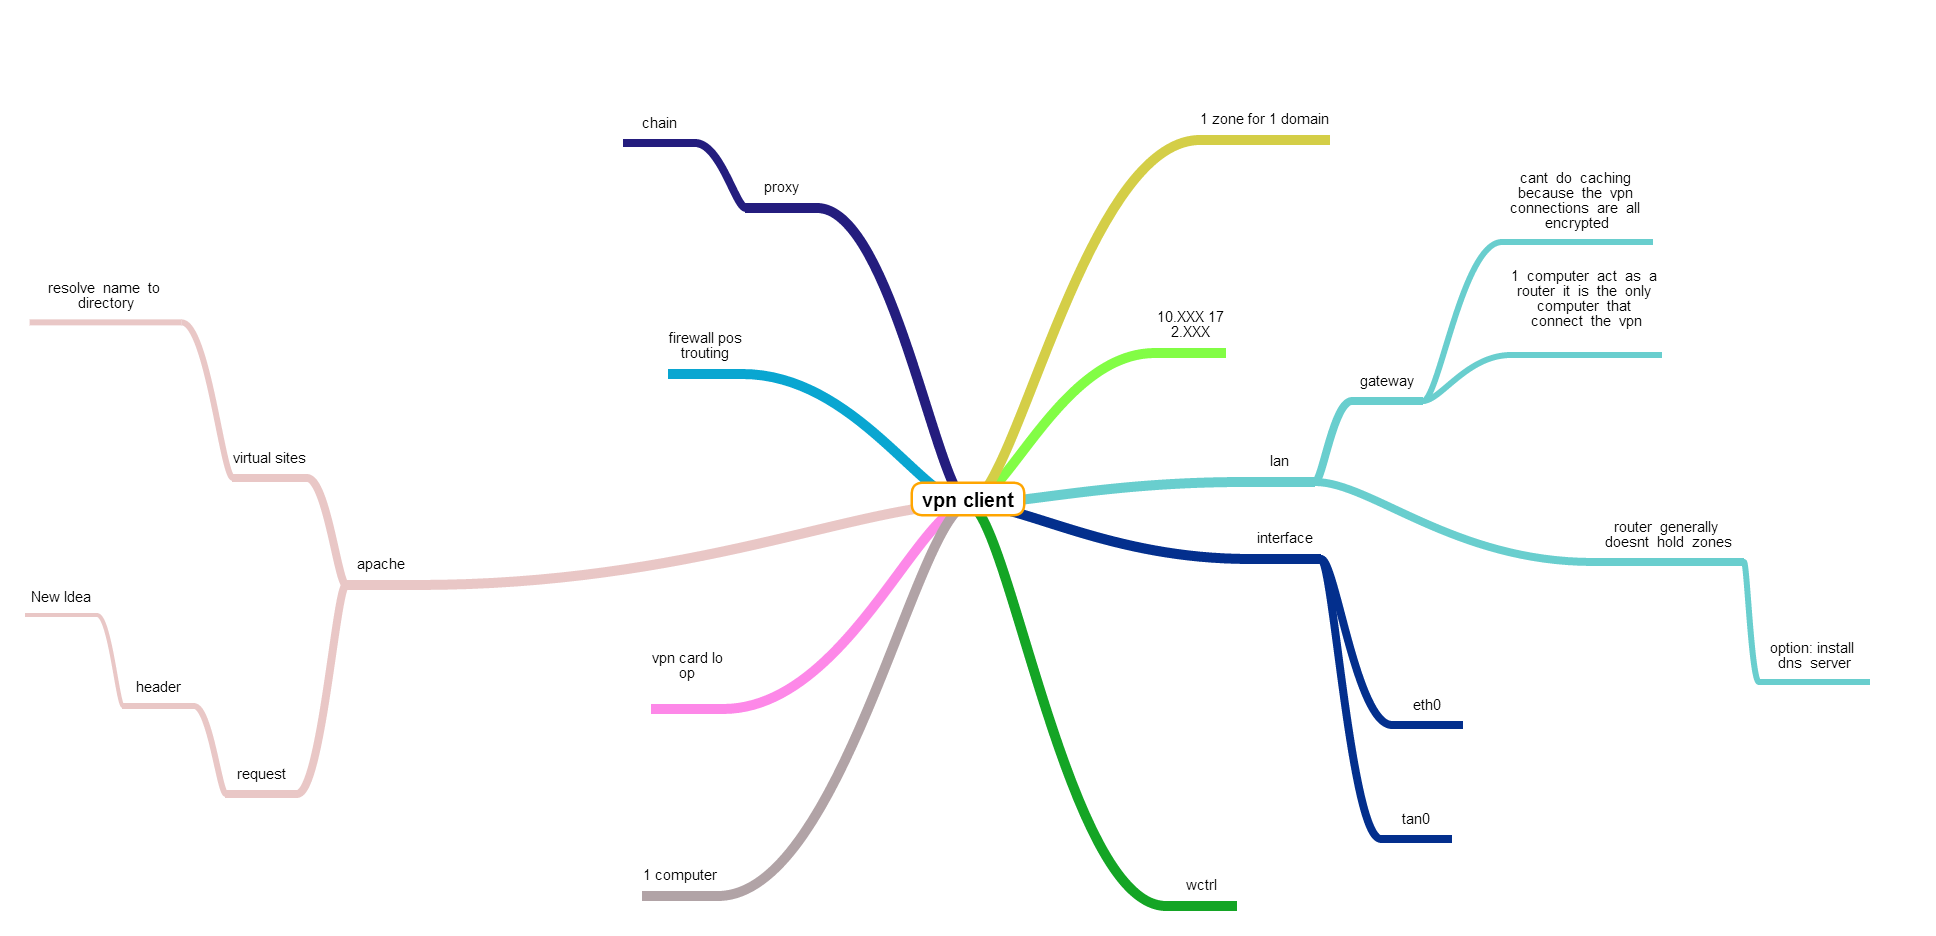 1 zone for 1 domain
chain
cant do caching
because the vpn
connections are all
encrypted
proxy
1 computer act as a
router it is the only
computer that
connect the vpn
resolve name to
directory
10.XXX 17
2.XXX
firewall pos
trouting
gateway
virtual sites
lan
vpn client
router generally
doesnt hold zones
interface
apache
New Idea
option: install
dns server
vpn card lo
op
header
eth0
request
tan0
1 computer
wctrl